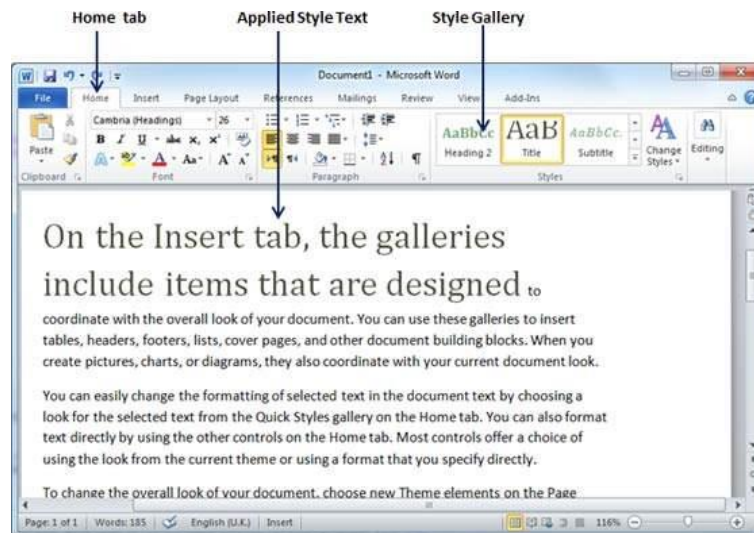 Home tab Applied Style Text Style Gallery
Document1 - Microsoft Word
File Home Insert Page Layout References Mailings Review View Add-Ins
Cambria (Headings) 26
Paste
B I U abc x, x²
Aa A A
AaBbCc AaB AaBbCc.
Heading 2 Title Subtitle
Change Styles
Editing
Clipboard Font Paragraph Styles
On the Insert tab, the galleries
include items that are designed to
coordinate with the overall look of your document. You can use these galleries to insert
tables, headers, footers, lists, cover pages, and other document building blocks. When you
create pictures, charts, or diagrams, they also coordinate with your current document look.
You can easily change the formatting of selected text in the document text by choosing a
look for the selected text from the Quick Styles gallery on the Home tab. You can also format
text directly by using the other controls on the Home tab. Most controls offer a choice of
using the look from the current theme or using a format that you specify directly.
To change the overall look of your document, choose new Theme elements on the Page
Page: 1 of 1 Words: 185 English (U.K.) Insert 116%